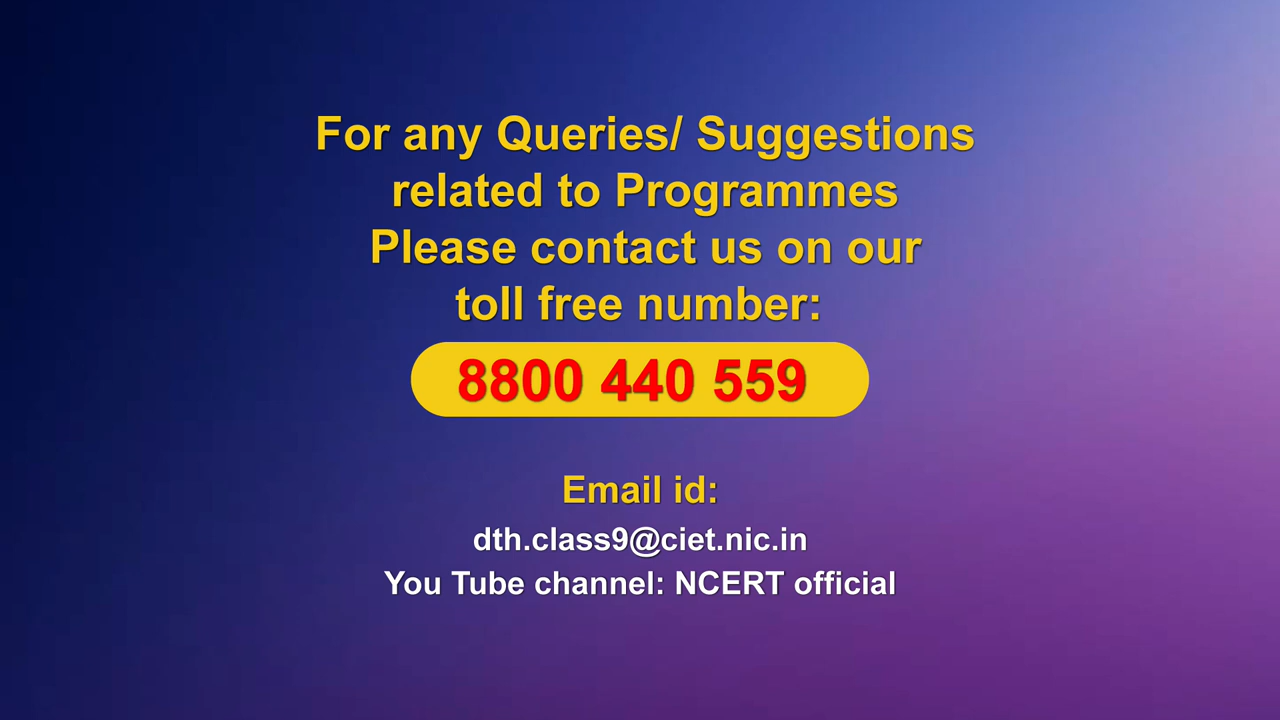 For any Queries/ Suggestions
related to Programmes
Please contact us on our
toll free number:
8800 440 559
Email id:
dth.class9@ciet.nic.in
You Tube channel: NCERT official